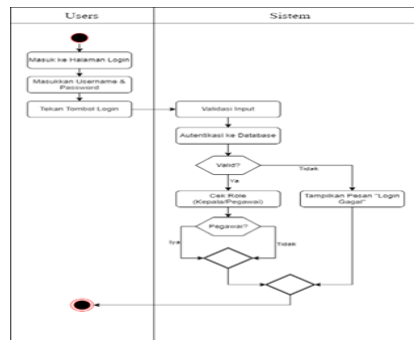 Users
Sistem
Masuk ke Halaman Login
Masukkan Username &
Password
Tekan Tombol Login
Validasi Input
Autentikasi ke Database
Valid?
Tidak
Ya
Cek Role
(Kepala/Pegawai)
Tampilkan Pesan "Login
Gagal"
Pegawai?
Iya
Tidak